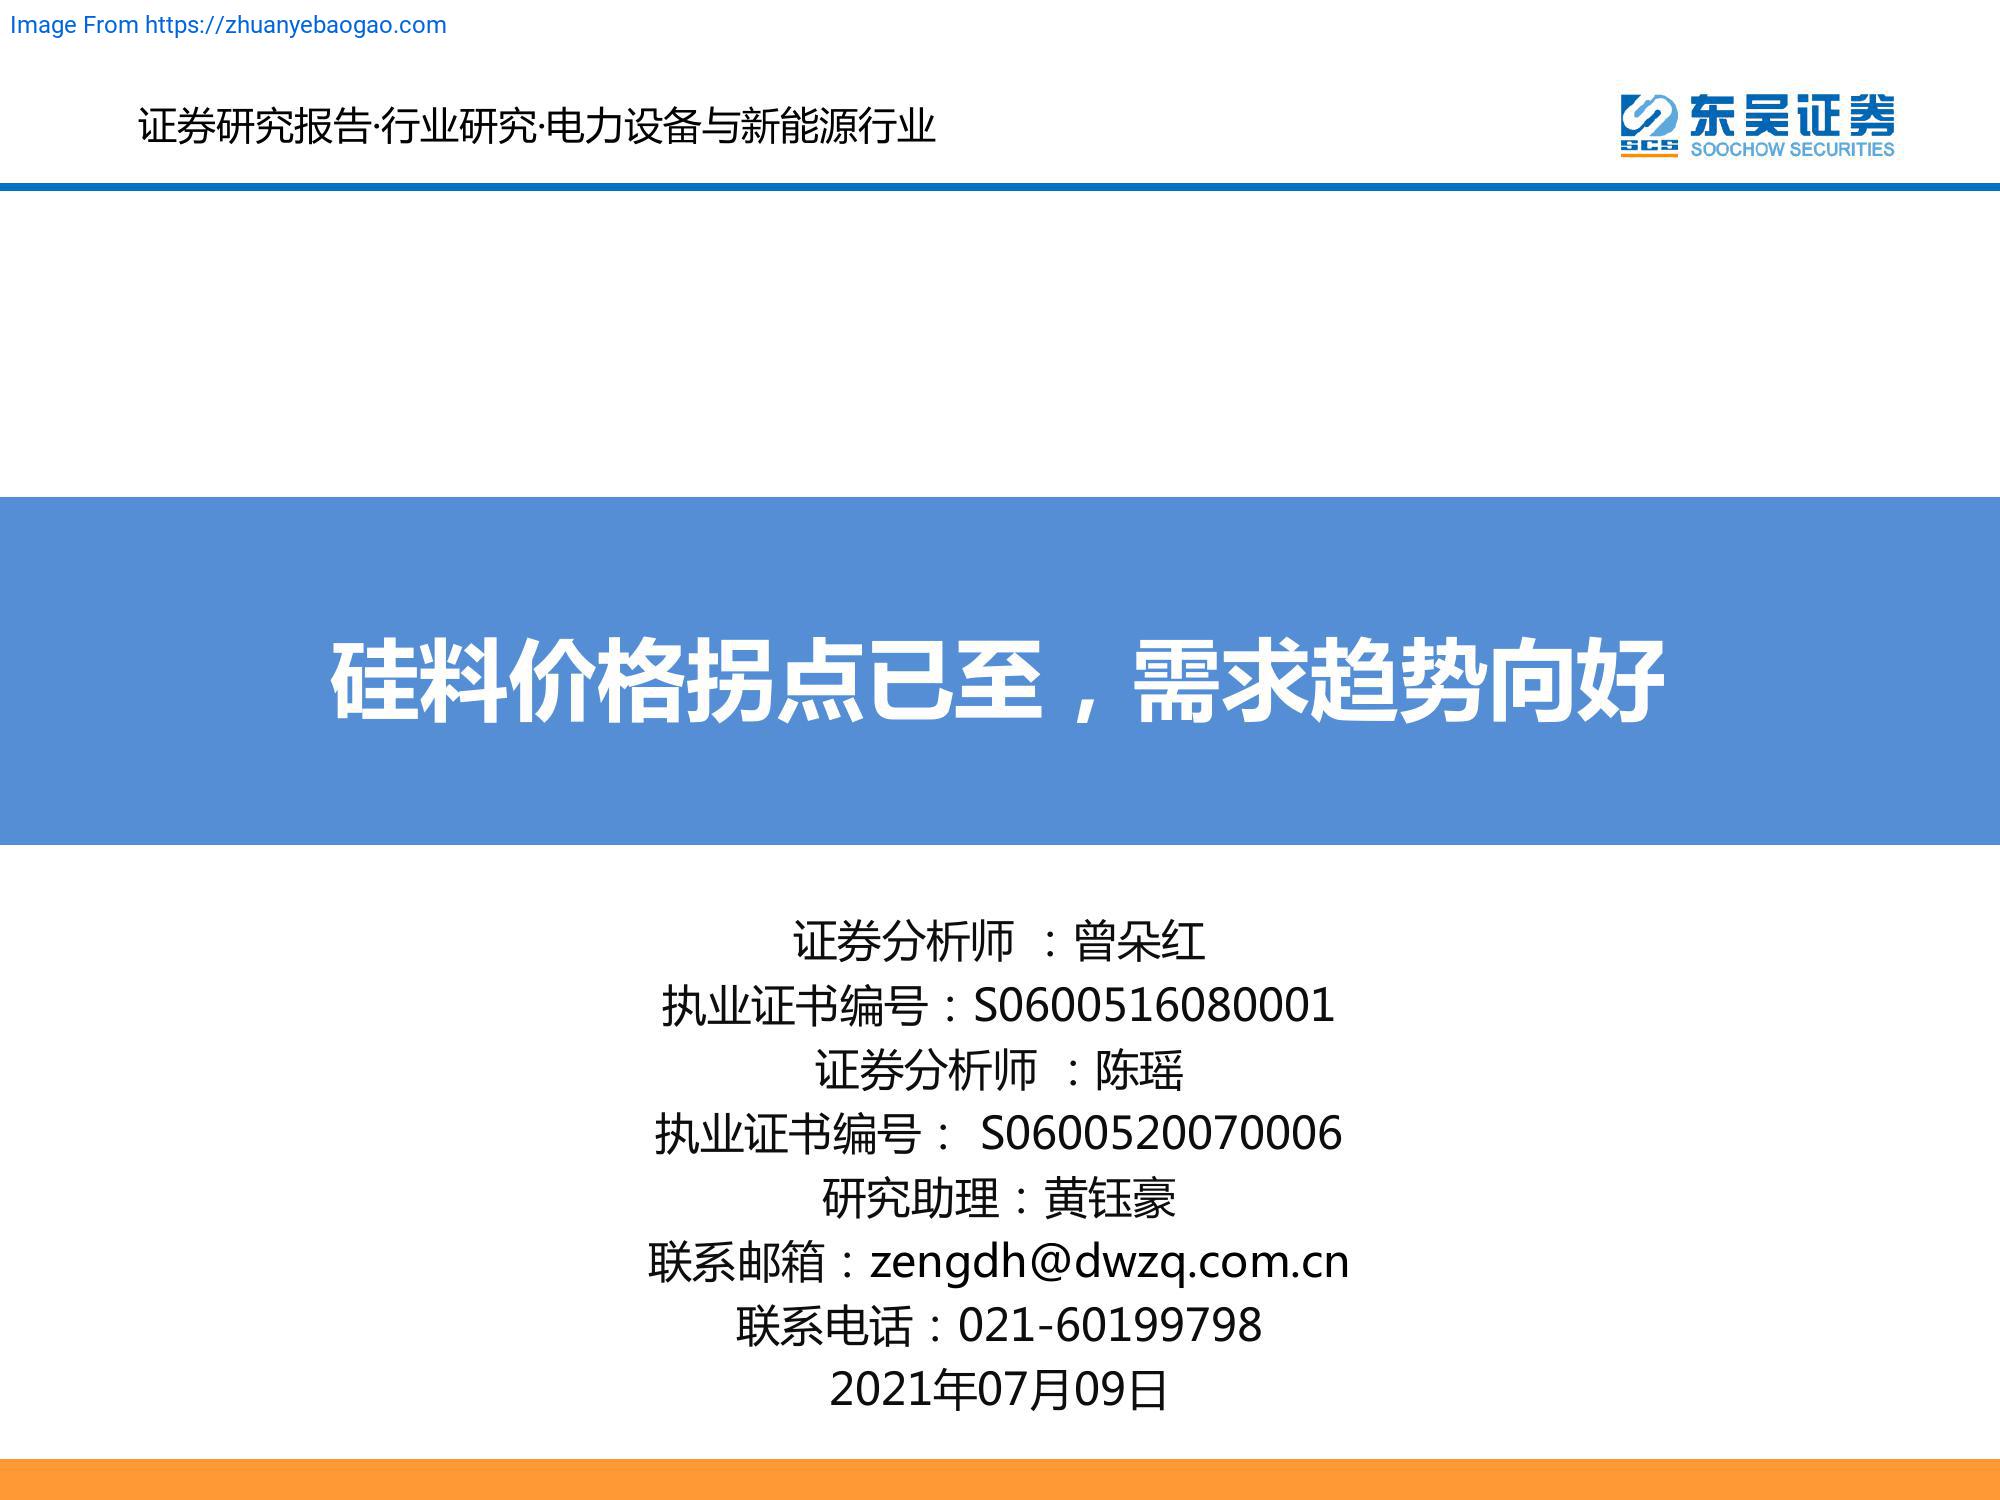 Image From https://zhuanyebaogao.com
证券研究报告·行业研究·电力设备与新能源行业
东吴证券
SCS
SOOCHOW SECURITIES
硅料价格拐点已至，需求趋势向好
证券分析师 ：曾朵红
执业证书编号：S0600516080001
证券分析师 ：陈瑶
执业证书编号： S0600520070006
研究助理：黄钰豪
联系邮箱：zengdh@dwzq.com.cn
联系电话：021-60199798
2021年07月09日